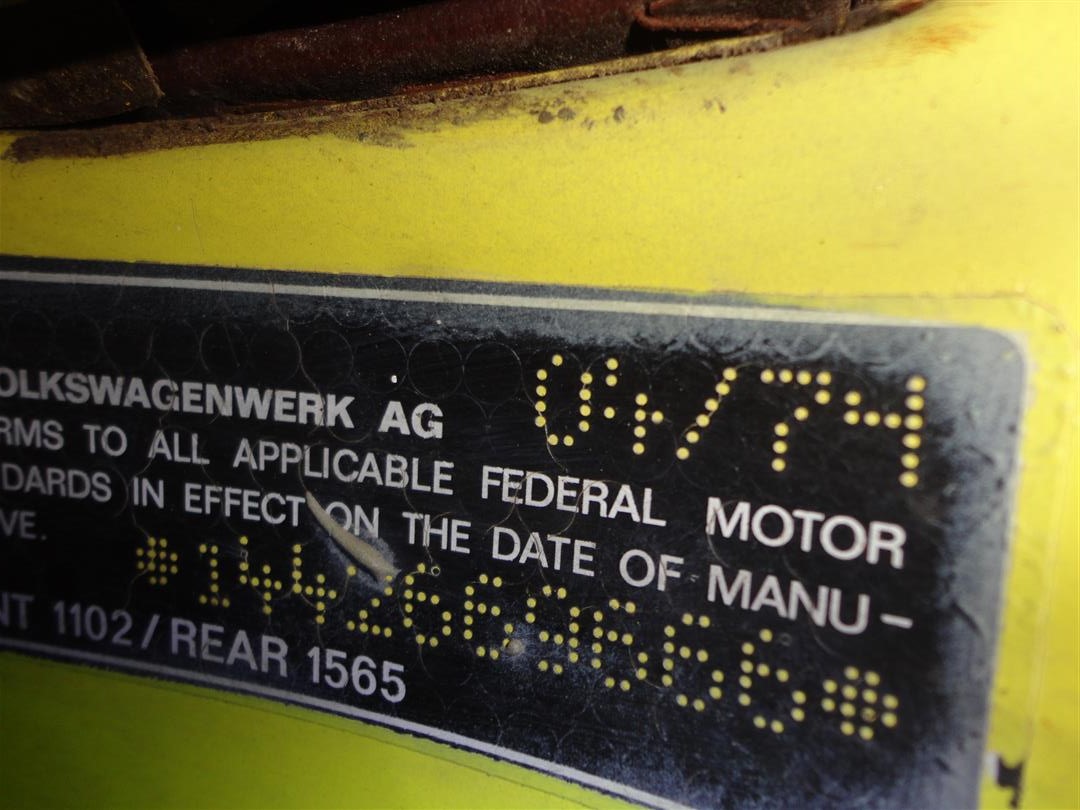 OLKSWAGENWERK AG 04/74
RMS TO ALL APPLICABLE FEDERAL MOTOR
DARDS IN EFFECT ON THE DATE OF MANU-
VE. *1442669666*
NT 1102/REAR 1565